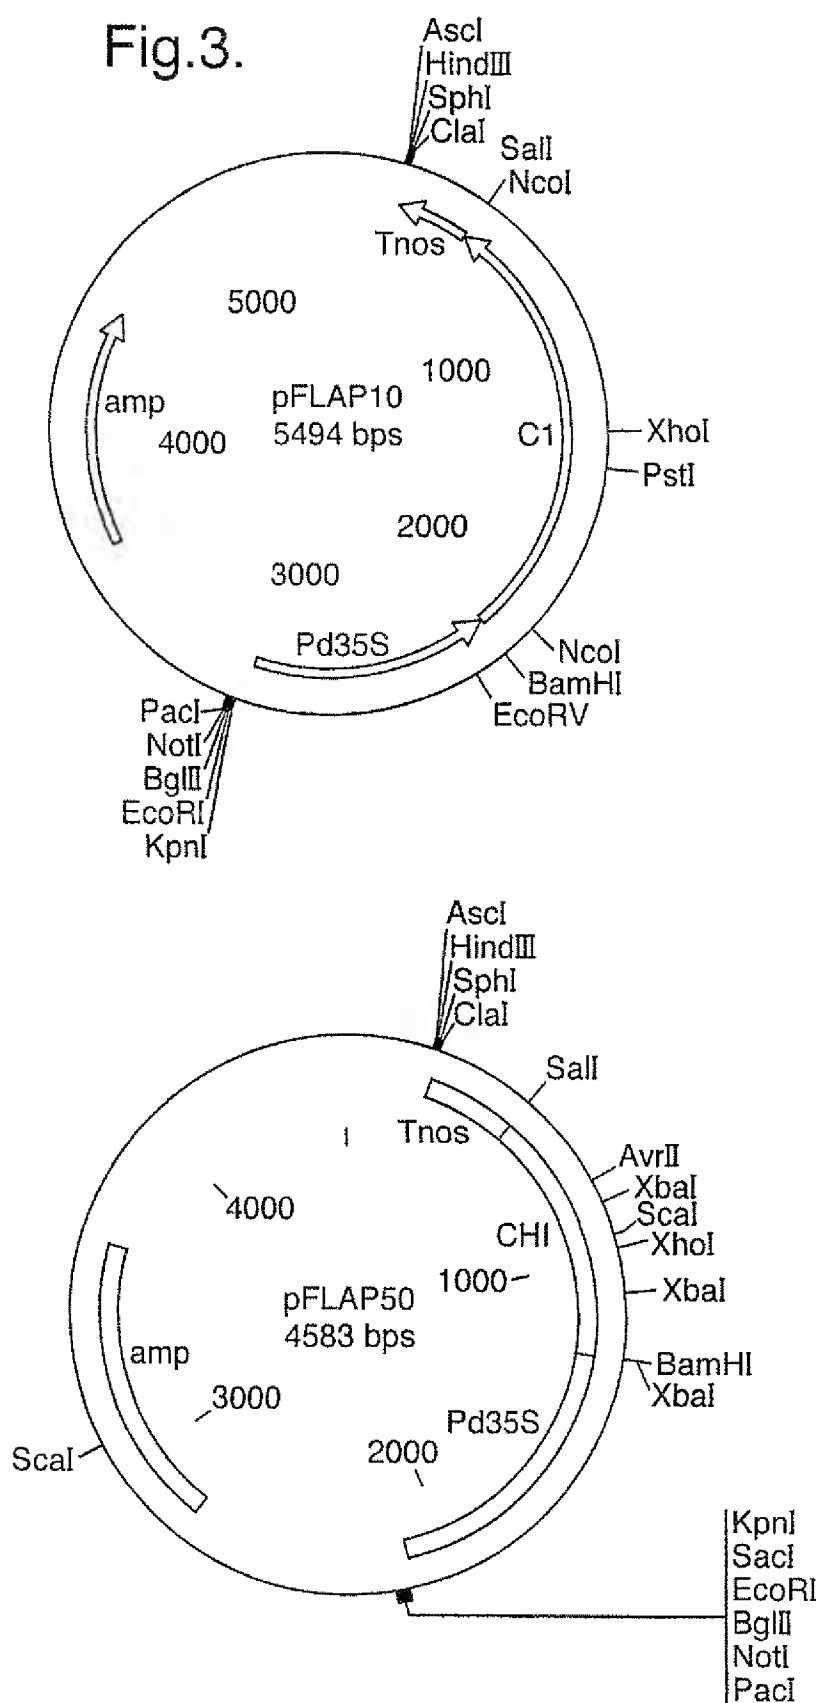 Fig.3.
AscI
HindIII
SphI
ClaI
SalI
NcoI
Tnos
5000
1000
amp
pFLAP10
5494 bps
4000
C1
XhoI
PstI
2000
3000
Pd35S
NcoI
BamHI
EcoRV
PacI
NotI
BglII
EcoRI
KpnI
AscI
HindIII
SphI
ClaI
SalI
Tnos
AvrII
XbaI
ScaI
XhoI
4000
CHI
1000
XbaI
pFLAP50
4583 bps
amp
BamHI
XbaI
3000
Pd35S
2000
ScaI
KpnI
SacI
EcoRI
BglII
NotI
PacI